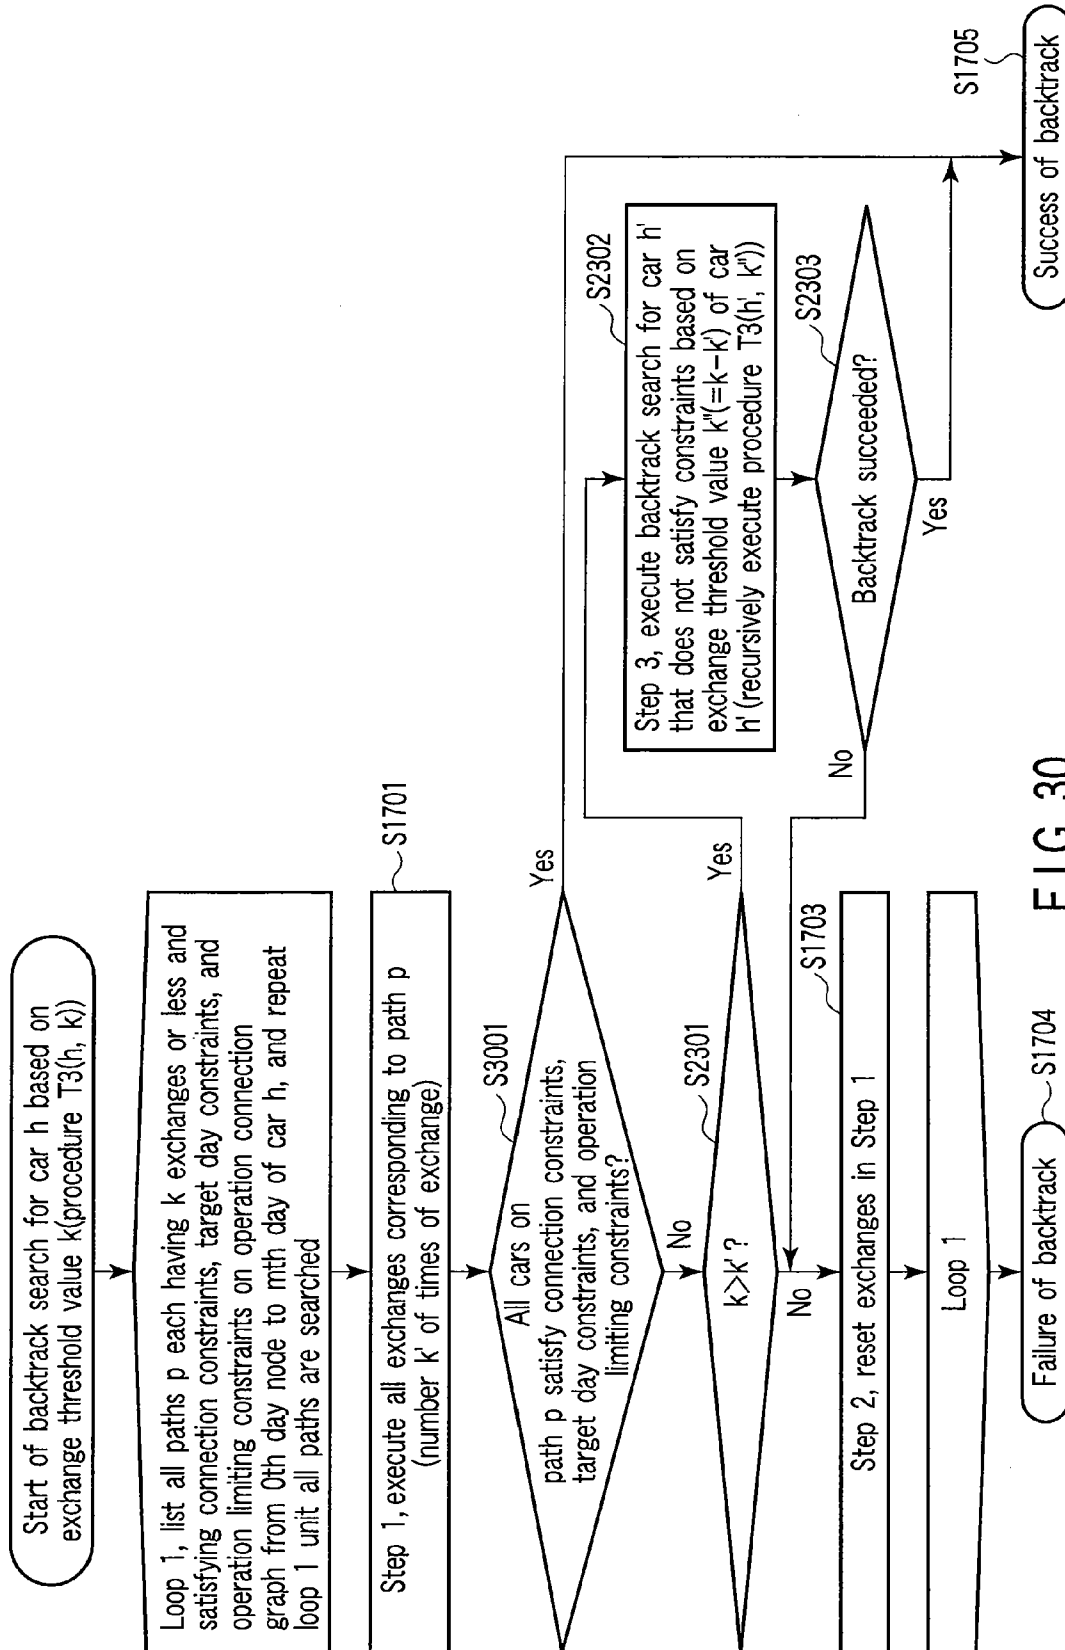 Start of backtrack search for car h based on
exchange threshold value k(procedure T3(h, k))
Loop 1, list all paths p each having k exchanges or less and
satisfying connection constraints, target day constraints, and
operation limiting constraints on operation connection
graph from 0th day node to mth day of car h, and repeat
loop 1 unit all paths are searched
S1701
Step 1, execute all exchanges corresponding to path p
(number k' of times of exchange)
S3001
All cars on
path p satisfy connection constraints,
target day constraints, and operation
limiting constraints?
Yes
No
S2301
k>k' ?
Yes
No
S2302
Step 3, execute backtrack search for car h'
that does not satisfy constraints based on
exchange threshold value k"(=k-k') of car
h' (recursively execute procedure T3(h', k"))
S2303
Backtrack succeeded?
No
Yes
S1703
Step 2, reset exchanges in Step 1
Loop 1
S1704
Failure of backtrack
S1705
Success of backtrack
FIG. 30